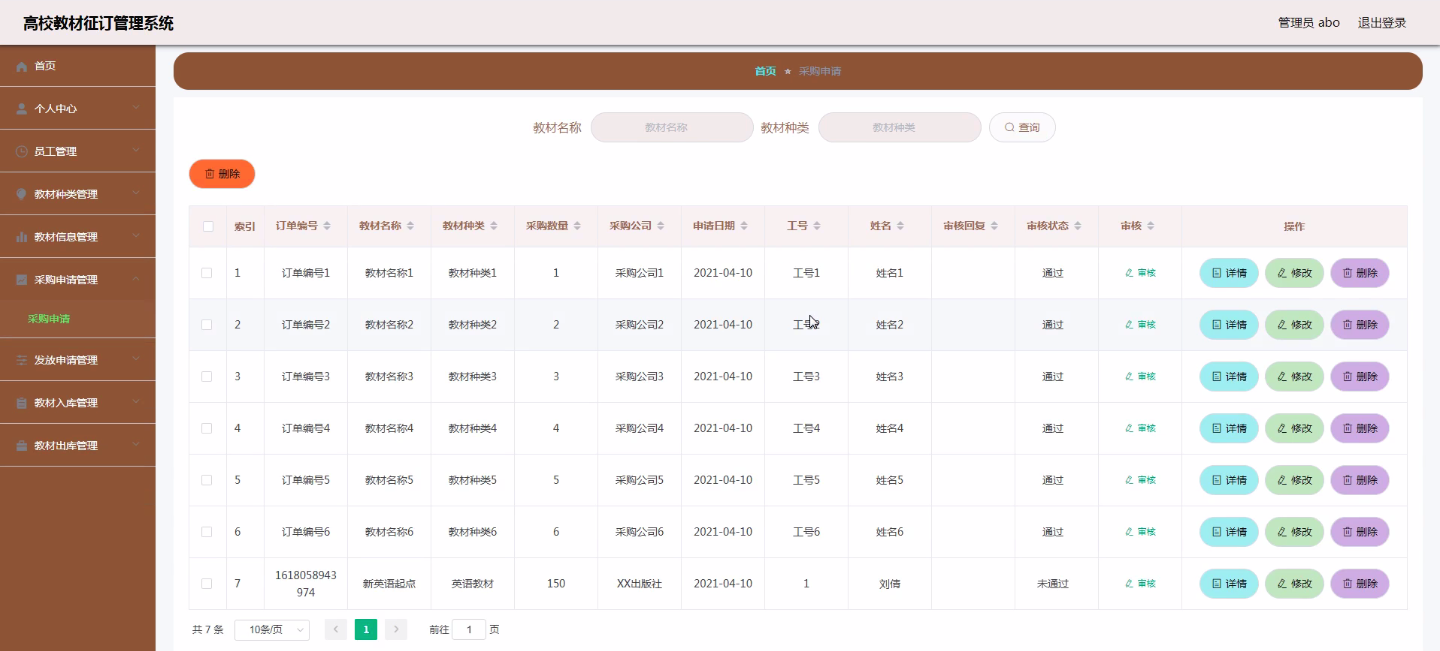 高校教材征订管理系统
管理员 abo 退出登录
首页
个人中心
员工管理
教材种类管理
教材信息管理
采购申请管理
采购申请
发放申请管理
教材入库管理
教材出库管理
首页 ★ 采购申请
教材名称 教材名称 教材种类 教材种类 查询
删除
索引 订单编号 教材名称 教材种类 采购数量 采购公司 申请日期 工号 姓名 审核回复 审核状态 审核 操作
1 订单编号1 教材名称1 教材种类1 1 采购公司1 2021-04-10 工号1 姓名1 通过 审核 详情 修改 删除
2 订单编号2 教材名称2 教材种类2 2 采购公司2 2021-04-10 工号2 姓名2 通过 审核 详情 修改 删除
3 订单编号3 教材名称3 教材种类3 3 采购公司3 2021-04-10 工号3 姓名3 通过 审核 详情 修改 删除
4 订单编号4 教材名称4 教材种类4 4 采购公司4 2021-04-10 工号4 姓名4 通过 审核 详情 修改 删除
5 订单编号5 教材名称5 教材种类5 5 采购公司5 2021-04-10 工号5 姓名5 通过 审核 详情 修改 删除
6 订单编号6 教材名称6 教材种类6 6 采购公司6 2021-04-10 工号6 姓名6 通过 审核 详情 修改 删除
7 1618058943
974 新英语起点 英语教材 150 XX出版社 2021-04-10 1 刘倩 未通过 审核 详情 修改 删除
共 7 条 10条/页 1 前往 1 页